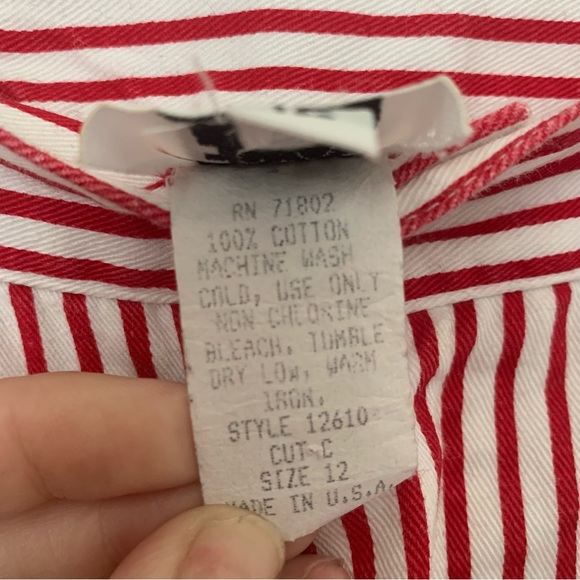 RN 71802
100% COTTON
MACHINE WASH
COLD, USE ONLY
NON CHLORINE
BLEACH, TUMBLE
DRY LOW, WARM
IRON.
STYLE 12610
CUT C
SIZE 12
MADE IN U.S.A.